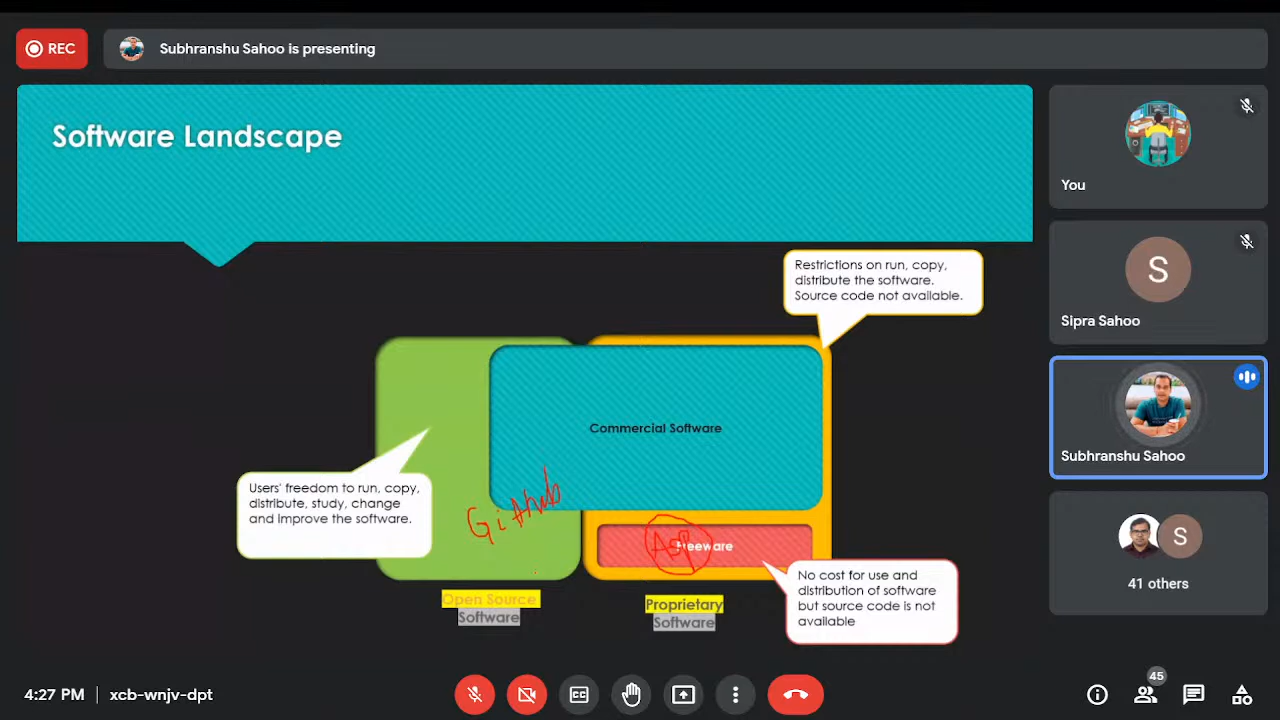 REC
Subhranshu Sahoo is presenting
Software Landscape
You
S
Sipra Sahoo
Restrictions on run, copy,
distribute the software.
Source code not available.
Commercial Software
Subhranshu Sahoo
Users' freedom to run, copy,
distribute, study, change
and improve the software.
GitHub
Freeware
No cost for use and
distribution of software
but source code is not
available
S
41 others
Open Source
Software
Proprietary
Software
4:27 PM | xcb-wnjv-dpt
CC
45